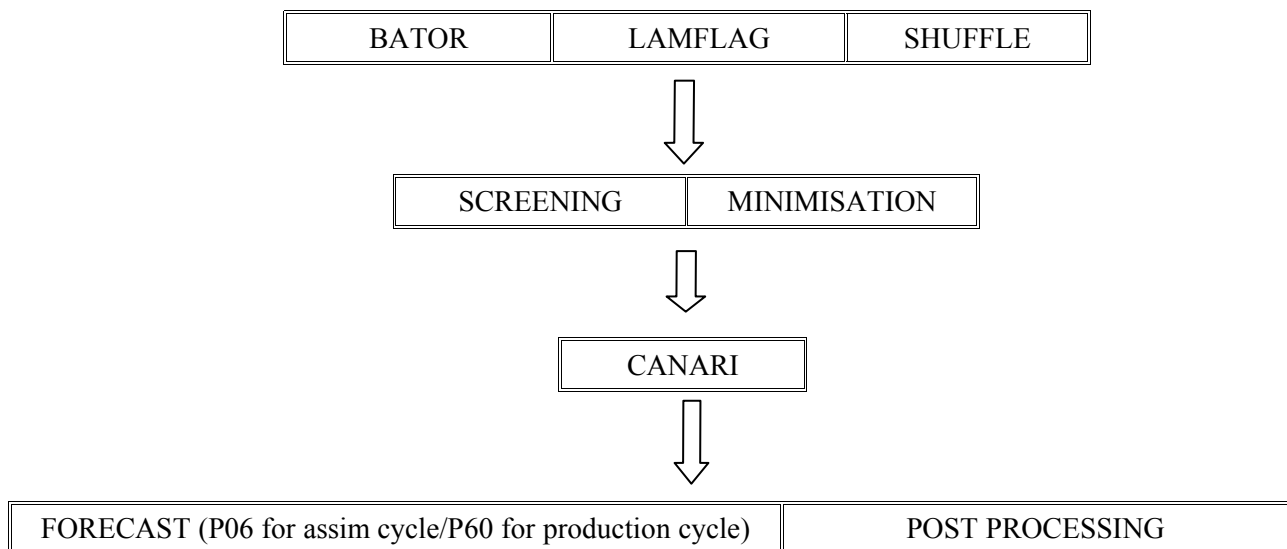 BATOR LAMFLAG SHUFFLE
SCREENING MINIMISATION
CANARI
FORECAST (P06 for assim cycle/P60 for production cycle) POST PROCESSING